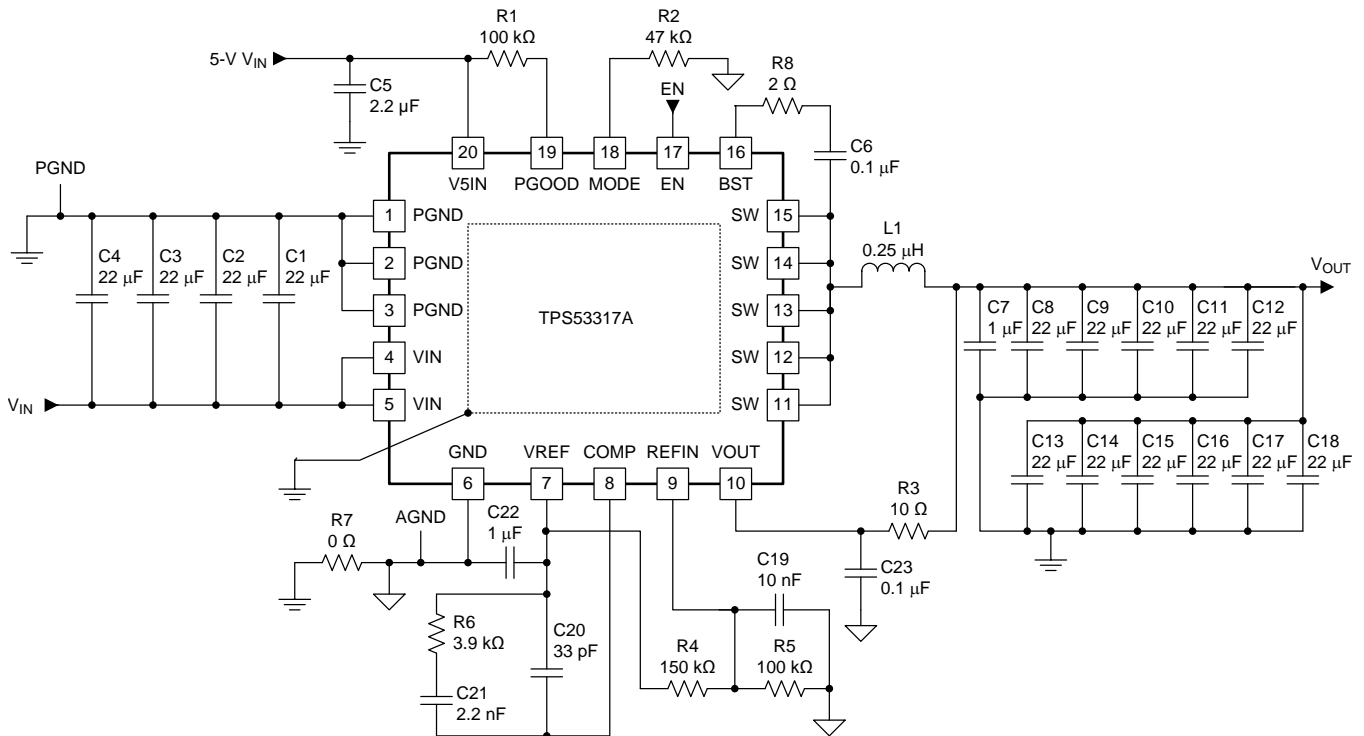 R1
100 kΩ
R2
47 kΩ
5-V VIN
C5
2.2 µF
EN
R8
2 Ω
C6
0.1 µF
20
19
18
17
16
V5IN
PGOOD
MODE
EN
BST
PGND
1
PGND
2
PGND
3
PGND
4
VIN
5
VIN
VIN
C4
22 µF
C3
22 µF
C2
22 µF
C1
22 µF
TPS53317A
SW
15
SW
14
SW
13
SW
12
SW
11
L1
0.25 µH
VOUT
C7
1 µF
C8
22 µF
C9
22 µF
C10
22 µF
C11
22 µF
C12
22 µF
C13
22 µF
C14
22 µF
C15
22 µF
C16
22 µF
C17
22 µF
C18
22 µF
GND
VREF
COMP
REFIN
VOUT
6
7
8
9
10
R7
0 Ω
AGND
C22
1 µF
R3
10 Ω
C23
0.1 µF
C19
10 nF
R6
3.9 kΩ
C20
33 pF
R4
150 kΩ
R5
100 kΩ
C21
2.2 nF